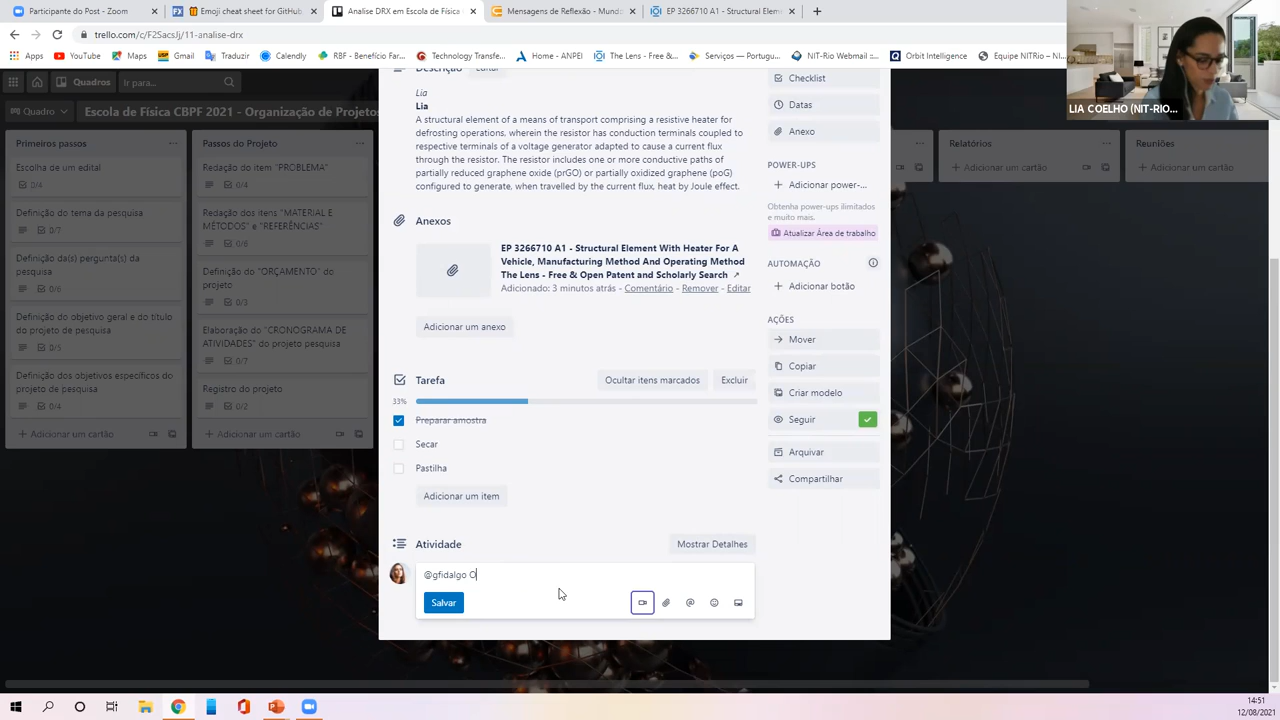 Participante do Post - Zoom
Emoji cheat sheet for GitHub
Analise DRX em Escola de Física
Mensagens de Reflexão - Mund
EP 3266710 A1 - Structural Elem
trello.com/c/F2SacsJj/11-analise-drx
Apps
YouTube
Maps
Gmail
Tradutor
Calendly
RBF - Benefício Far...
Technology Transfe...
Home - ANPEI
The Lens - Free &...
Serviços — Portugu...
NIT-Rio Webmail ::...
Orbit Intelligence
Equipe NITRio – NI...
LIA COELHO (NIT-RIO...
Quadros
Ir para...
Quadro
Escola de Física CBPF 2021 - Organização de Projetos
Primeiros passos
Escolha de um edital
0/4
Definição do tema da pesquisa
0/7
Definição da(s) pergunta(s) da
pesquisa
0/6
Definição do objetivo geral e do título
do projeto de pesquisa
0/5
Definição dos objetivos específicos do
projeto de pesquisa
0/4
Adicionar um cartão
Passos do Projeto
Redação do item "PROBLEMA"
0/4
Redação dos itens "MATERIAL E
MÉTODOS" e "REFERÊNCIAS"
0/6
Definição do "ORÇAMENTO" do
projeto
0/3
Elaboração do "CRONOGRAMA DE
ATIVIDADES" do projeto pesquisa
0/7
Registro do projeto
Adicionar um cartão
Descrição
Editar
Lia
Lia
A structural element of a means of transport comprising a resistive heater for
defrosting operations, wherein the resistor has conduction terminals coupled to
respective terminals of a voltage generator adapted to cause a current flux
through the resistor. The resistor includes one or more conductive paths of
partially reduced graphene oxide (prGO) or partially oxidized graphene (poG)
configured to generate, when travelled by the current flux, heat by Joule effect.
Anexos
EP 3266710 A1 - Structural Element With Heater For A
Vehicle, Manufacturing Method And Operating Method
The Lens - Free & Open Patent and Scholarly Search ↗
Adicionado: 3 minutos atrás - Comentário - Remover - Editar
Adicionar um anexo
Tarefa
Ocultar itens marcados
Excluir
33%
Preparar amostra
Secar
Pastilha
Adicionar um item
Atividade
Mostrar Detalhes
@gfidalgo O
Salvar
Checklist
Datas
Anexo
POWER-UPS
Adicionar power-...
Obtenha power-ups ilimitados
e muito mais.
Atualizar Área de trabalho
AUTOMAÇÃO
Adicionar botão
AÇÕES
Mover
Copiar
Criar modelo
Seguir
Arquivar
Compartilhar
Relatórios
Adicionar um cartão
Reuniões
Adicionar um cartão
14:51
12/08/2021